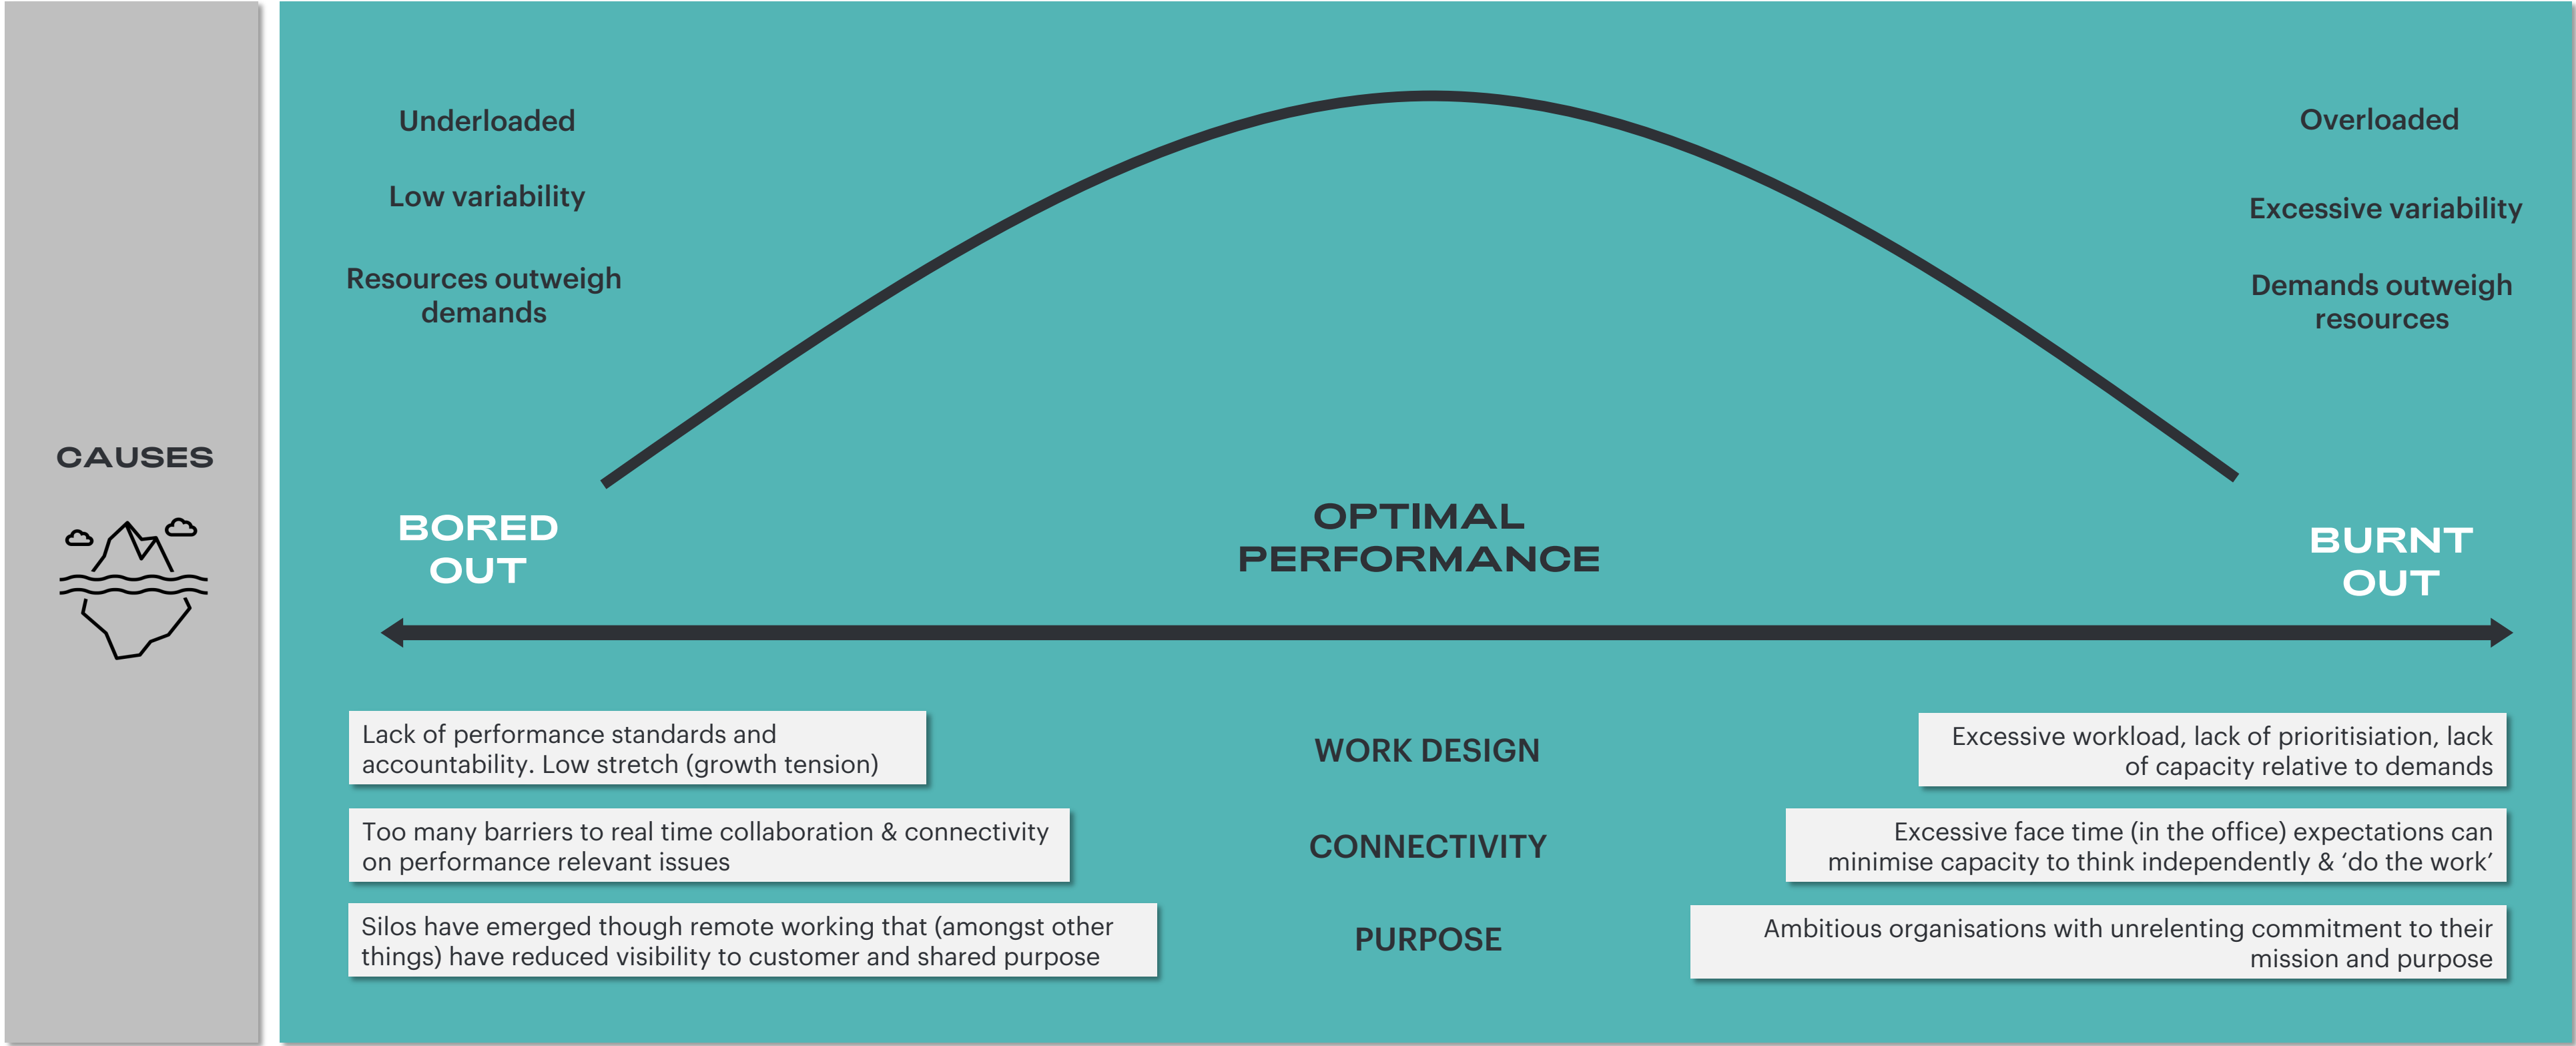 CAUSES
Underloaded
Low variability
Resources outweigh
demands
Overloaded
Excessive variability
Demands outweigh
resources
BORED
OUT
OPTIMAL
PERFORMANCE
BURNT
OUT
Lack of performance standards and
accountability. Low stretch (growth tension)
WORK DESIGN
Excessive workload, lack of prioritisiation, lack
of capacity relative to demands
Too many barriers to real time collaboration & connectivity
on performance relevant issues
CONNECTIVITY
Excessive face time (in the office) expectations can
minimise capacity to think independently & ‘do the work’
Silos have emerged though remote working that (amongst other
things) have reduced visibility to customer and shared purpose
PURPOSE
Ambitious organisations with unrelenting commitment to their
mission and purpose